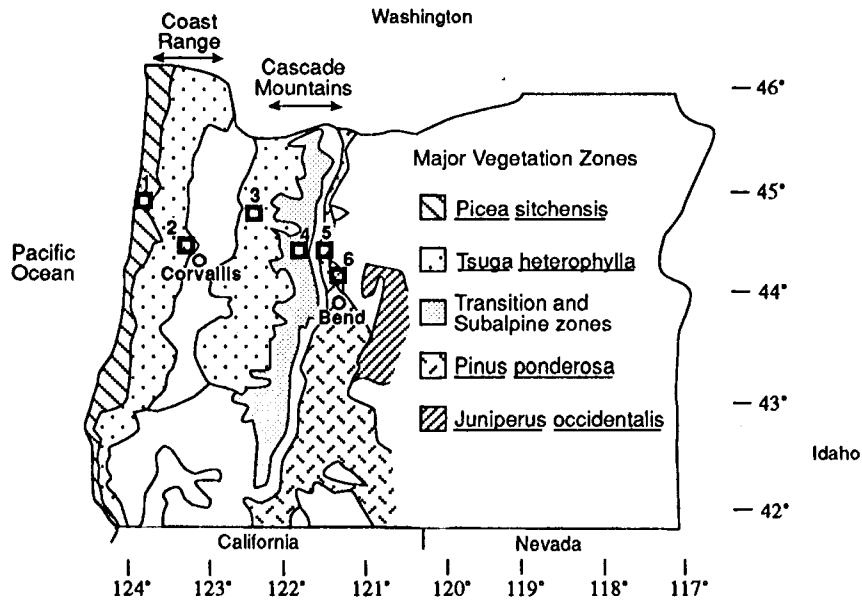 Washington
Coast
Range
Cascade
Mountains
46°
45°
44°
43°
42°
Major Vegetation Zones
Picea sitchensis
Tsuga heterophylla
Transition and
Subalpine zones
Pinus ponderosa
Juniperus occidentalis
1
2
3
4
5
6
Pacific
Ocean
Corvallis
Bend
Idaho
California
Nevada
124°
123°
122°
121°
120°
119°
118°
117°